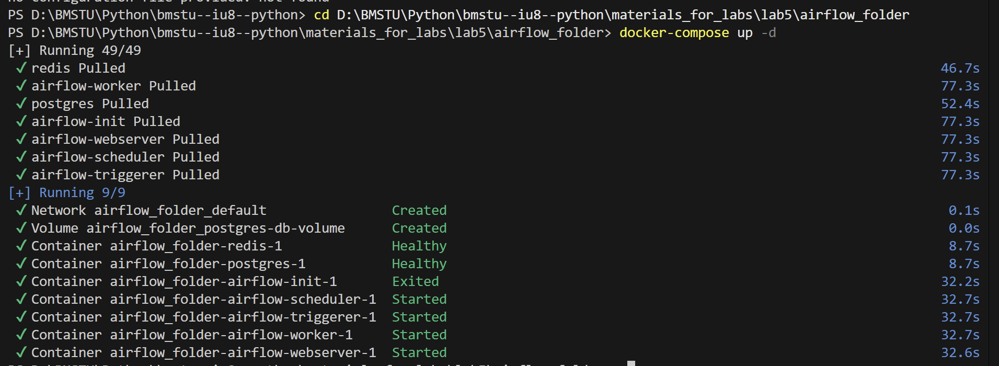 no configuration file provided: not found
PS D:\BMSTU\Python\bmstu--iu8--python> cd D:\BMSTU\Python\bmstu--iu8--python\materials_for_labs\lab5\airflow_folder
PS D:\BMSTU\Python\bmstu--iu8--python\materials_for_labs\lab5\airflow_folder> docker-compose up -d
[+] Running 49/49
✓ redis Pulled 46.7s
✓ airflow-worker Pulled 77.3s
✓ postgres Pulled 52.4s
✓ airflow-init Pulled 77.3s
✓ airflow-webserver Pulled 77.3s
✓ airflow-scheduler Pulled 77.3s
✓ airflow-triggerer Pulled 77.3s
[+] Running 9/9
✓ Network airflow_folder_default Created 0.1s
✓ Volume airflow_folder_postgres-db-volume Created 0.0s
✓ Container airflow_folder-redis-1 Healthy 8.7s
✓ Container airflow_folder-postgres-1 Healthy 8.7s
✓ Container airflow_folder-airflow-init-1 Exited 32.2s
✓ Container airflow_folder-airflow-scheduler-1 Started 32.7s
✓ Container airflow_folder-airflow-triggerer-1 Started 32.7s
✓ Container airflow_folder-airflow-worker-1 Started 32.7s
✓ Container airflow_folder-airflow-webserver-1 Started 32.6s